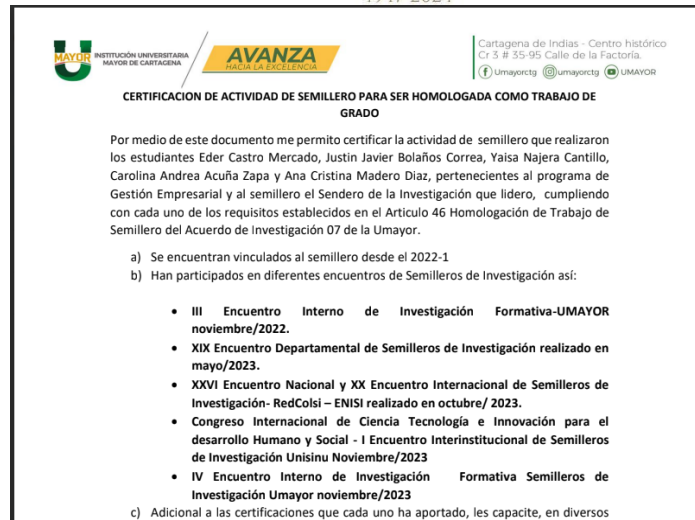 MAYOR
INSTITUCIÓN UNIVERSITARIA
MAYOR DE CARTAGENA
AVANZA
HACIA LA EXCELENCIA
Cartagena de Indias - Centro histórico
Cr 3 # 35-95 Calle de la Factoría.
Umayorctg umayorctg UMAYOR
CERTIFICACION DE ACTIVIDAD DE SEMILLERO PARA SER HOMOLOGADA COMO TRABAJO DE
GRADO
Por medio de este documento me permito certificar la actividad de semillero que realizaron
los estudiantes Eder Castro Mercado, Justin Javier Bolaños Correa, Yaisa Najera Cantillo,
Carolina Andrea Acuña Zapa y Ana Cristina Madero Diaz, pertenecientes al programa de
Gestión Empresarial y al semillero el Sendero de la Investigación que lidero, cumpliendo
con cada uno de los requisitos establecidos en el Articulo 46 Homologación de Trabajo de
Semillero del Acuerdo de Investigación 07 de la Umayor.
a) Se encuentran vinculados al semillero desde el 2022-1
b) Han participados en diferentes encuentros de Semilleros de Investigación así:
• III Encuentro Interno de Investigación Formativa-UMAYOR
noviembre/2022.
• XIX Encuentro Departamental de Semilleros de Investigación realizado en
mayo/2023.
• XXVI Encuentro Nacional y XX Encuentro Internacional de Semilleros de
Investigación- RedColsi – ENISI realizado en octubre/ 2023.
• Congreso Internacional de Ciencia Tecnología e Innovación para el
desarrollo Humano y Social - I Encuentro Interinstitucional de Semilleros
de Investigación Unisinu Noviembre/2023
• IV Encuentro Interno de Investigación Formativa Semilleros de
Investigación Umayor noviembre/2023
c) Adicional a las certificaciones que cada uno ha aportado, les capacite, en diversos